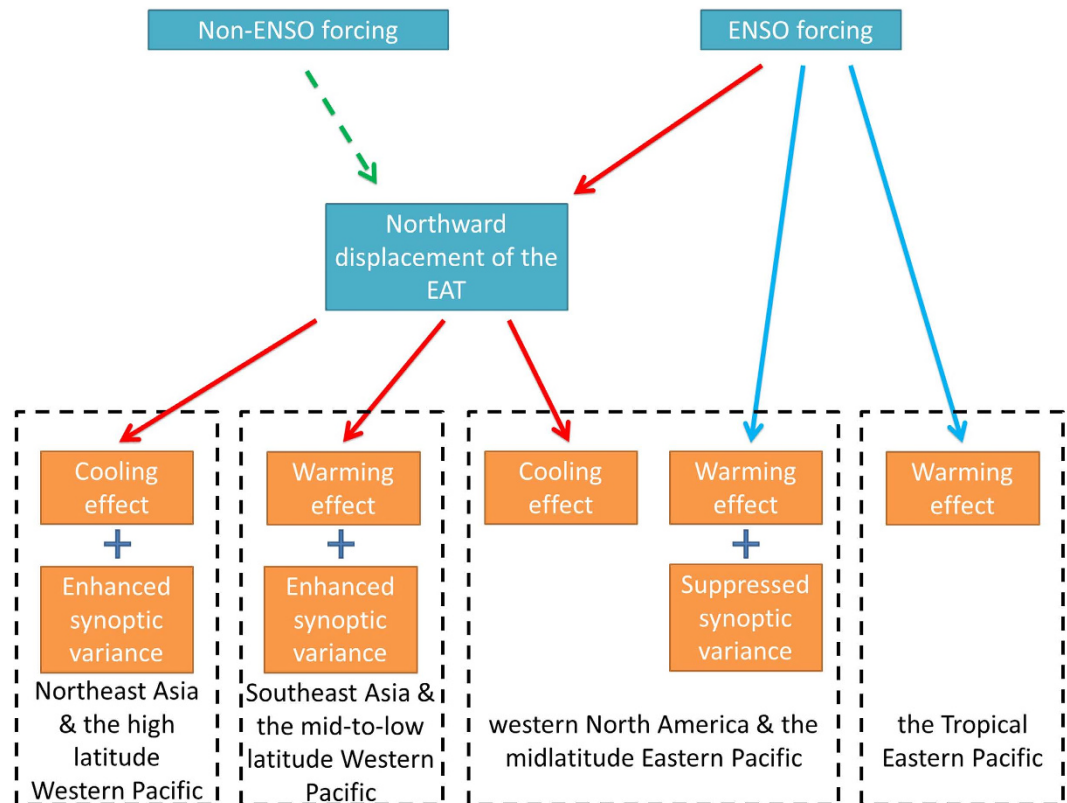 Non-ENSO forcing
ENSO forcing
Northward
displacement of the
EAT
Cooling
effect
+
Enhanced
synoptic
variance
Northeast Asia
& the high
latitude
Western Pacific
Warming
effect
+
Enhanced
synoptic
variance
Southeast Asia &
the mid-to-low
latitude Western
Pacific
Cooling
effect
Warming
effect
+
Suppressed
synoptic
variance
western North America & the
midlatitude Eastern Pacific
Warming
effect
the Tropical
Eastern Pacific